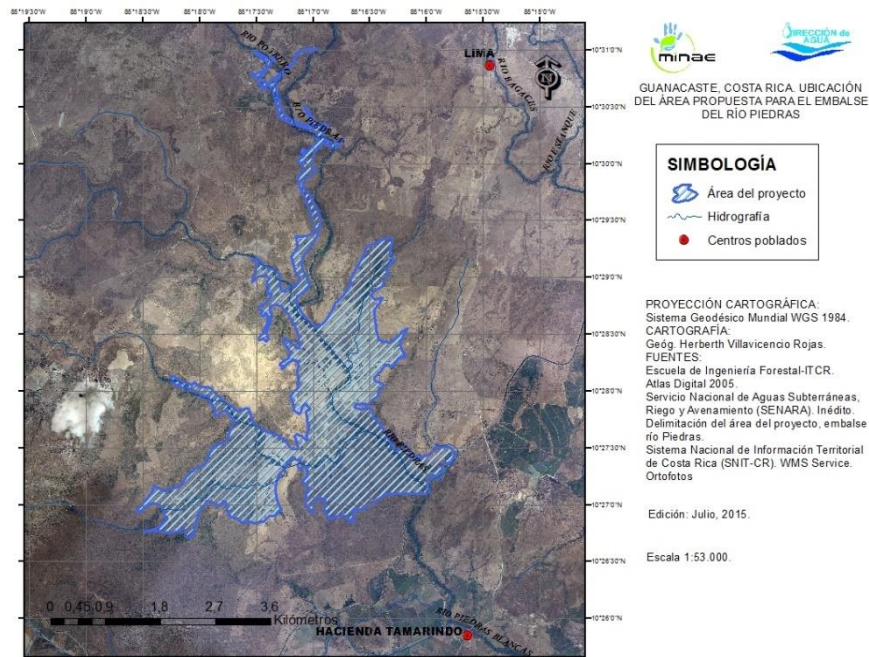 85°19'30"W 85°19'0"W 85°18'30"W 85°18'0"W 85°17'30"W 85°17'0"W 85°16'30"W 85°16'0"W 85°15'30"W 85°15'0"W
RIO POTRERO
RIO PIEDRAS
LIMA
RIO BAGACES
RIO ESTANQUE
N
10°31'0"N
10°30'30"N
10°30'0"N
10°29'30"N
10°29'0"N
10°28'30"N
10°28'0"N
10°27'30"N
10°27'0"N
10°26'30"N
10°26'0"N
RIO PIEDRAS
0 0,45 0,9 1,8 2,7 3,6
Kilómetros
HACIENDA TAMARINDO
RIO PIEDRAS BLANCAS
minae
DIRECCIÓN de
AGUA
GUANACASTE, COSTA RICA. UBICACIÓN
DEL ÁREA PROPUESTA PARA EL EMBALSE
DEL RÍO PIEDRAS
SIMBOLOGÍA
Área del proyecto
Hidrografía
Centros poblados
PROYECCIÓN CARTOGRÁFICA:
Sistema Geodésico Mundial WGS 1984.
CARTOGRAFÍA:
Geóg. Herberth Villavicencio Rojas.
FUENTES:
Escuela de Ingeniería Forestal-ITCR.
Atlas Digital 2005.
Servicio Nacional de Aguas Subterráneas,
Riego y Avenamiento (SENARA). Inédito.
Delimitación del área del proyecto, embalse
río Piedras.
Sistema Nacional de Información Territorial
de Costa Rica (SNIT-CR). WMS Service.
Ortofotos
Edición: Julio, 2015.
Escala 1:53.000.